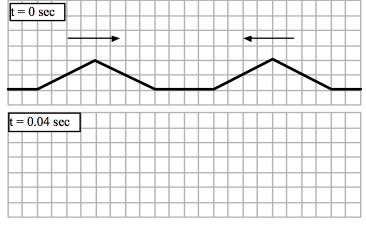 t = 0 sec
t = 0.04 sec